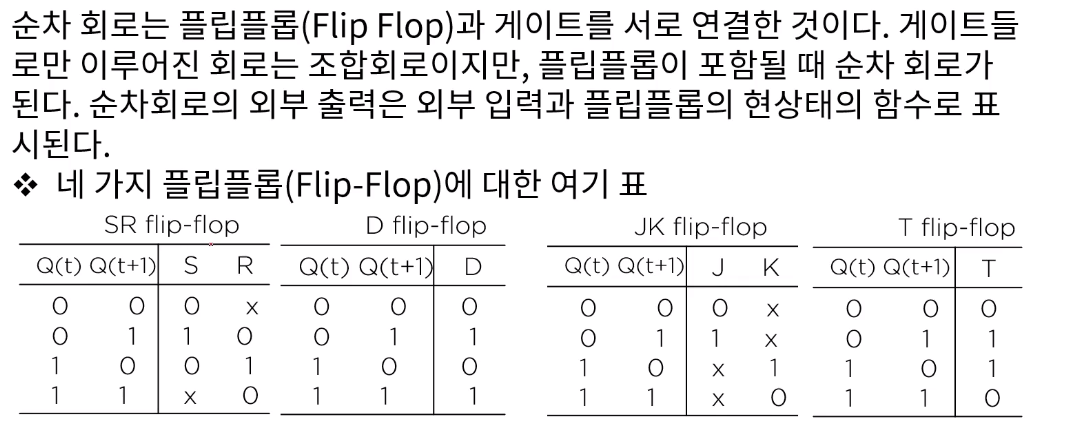 순차 회로는 플립플롭(Flip Flop)과 게이트를 서로 연결한 것이다. 게이트들
로만 이루어진 회로는 조합회로이지만, 플립플롭이 포함될 때 순차 회로가
된다. 순차회로의 외부 출력은 외부 입력과 플립플롭의 현상태의 함수로 표
시된다.
❖ 네 가지 플립플롭(Flip-Flop)에 대한 여기 표
SR flip-flop D flip-flop JK flip-flop T flip-flop
Q(t) Q(t+1) S R Q(t) Q(t+1) D Q(t) Q(t+1) J K Q(t) Q(t+1) T
0 0 0 x 0 0 0 0 0 0 x 0 0 0
0 1 1 0 0 1 1 0 1 1 x 0 1 1
1 0 0 1 1 0 0 1 0 x 1 1 0 1
1 1 x 0 1 1 1 1 1 x 0 1 1 0